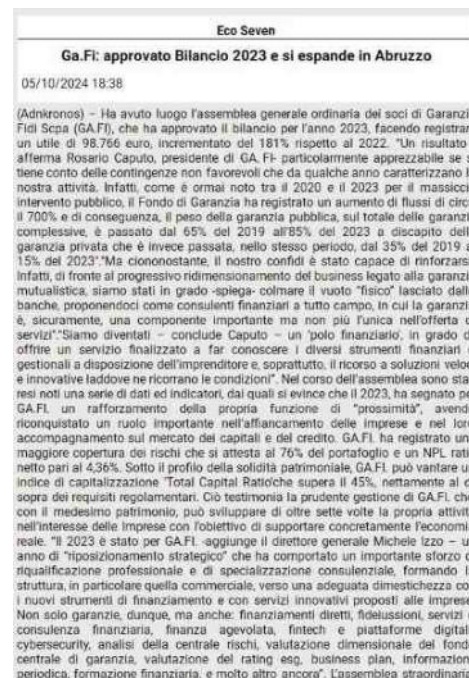 Eco Seven
Ga.Fi: approvato Bilancio 2023 e si espande in Abruzzo
05/10/2024 18:38
(Adnkronos) – Ha avuto luogo l'assemblea generale ordinaria dei soci di Garanzi
Fidi Scpa (GA.FI), che ha approvato il bilancio per l'anno 2023, facendo registrar
un utile di 98.766 euro, incrementato del 181% rispetto al 2022. "Un risultato
afferma Rosario Caputo, presidente di GA. FI- particolarmente apprezzabile se s
tiene conto delle contingenze non favorevoli che da qualche anno caratterizzano l
nostra attività. Infatti, come è ormai noto tra il 2020 e il 2023 per il massicci
intervento pubblico, il Fondo di Garanzia ha registrato un aumento di flussi di circ
il 700% e di conseguenza, il peso della garanzia pubblica, sul totale delle garanzi
complessive, è passato dal 65% del 2019 all'85% del 2023 a discapito dell
garanzia privata che è invece passata, nello stesso periodo, dal 35% del 2019 a
15% del 2023"."Ma ciononostante, il nostro confidi è stato capace di rinforzars
Infatti, di fronte al progressivo ridimensionamento del business legato alla garanzi
mutualistica, siamo stati in grado -spiega- colmare il vuoto "fisico" lasciato dall
banche, proponendoci come consulenti finanziari a tutto campo, in cui la garanzi
è, sicuramente, una componente importante ma non più l'unica nell'offerta d
servizi"."Siamo diventati – conclude Caputo – un 'polo finanziario', in grado d
offrire un servizio finalizzato a far conoscere i diversi strumenti finanziari
gestionali a disposizione dell'imprenditore e, soprattutto, il ricorso a soluzioni veloc
e innovative laddove ne ricorrano le condizioni". Nel corso dell'assemblea sono sta
resi noti una serie di dati ed indicatori, dai quali si evince che il 2023, ha segnato pe
GA.FI. un rafforzamento della propria funzione di "prossimità", avend
riconquistato un ruolo importante nell'affiancamento delle imprese e nel lor
accompagnamento sul mercato dei capitali e del credito. GA.FI. ha registrato un
maggiore copertura dei rischi che si attesta al 76% del portafoglio e un NPL rati
netto pari al 4,36%. Sotto il profilo della solidità patrimoniale, GA.FI. può vantare u
indice di capitalizzazione 'Total Capital Ratio'che supera il 45%, nettamente al d
sopra dei requisiti regolamentari. Ciò testimonia la prudente gestione di GA.FI. ch
con il medesimo patrimonio, può sviluppare di oltre sette volte la propria attivit
nell'interesse delle Imprese con l'obiettivo di supportare concretamente l'economi
reale. "Il 2023 è stato per GA.FI. -aggiunge il direttore generale Michele Izzo – u
anno di "riposizionamento strategico" che ha comportato un importante sforzo d
riqualificazione professionale e di specializzazione consulenziale, formando l
struttura, in particolare quella commerciale, verso una adeguata dimestichezza co
i nuovi strumenti di finanziamento e con servizi innovativi proposti alle imprese
Non solo garanzie, dunque, ma anche: finanziamenti diretti, fideiussioni, servizi
consulenza finanziaria, finanza agevolata, fintech e piattaforme digital
cybersecurity, analisi della centrale rischi, valutazione dimensionale del fond
centrale di garanzia, valutazione del rating esg, business plan, information
periodica, formazione finanziaria, e molto altro ancora". L'assemblea straordinari